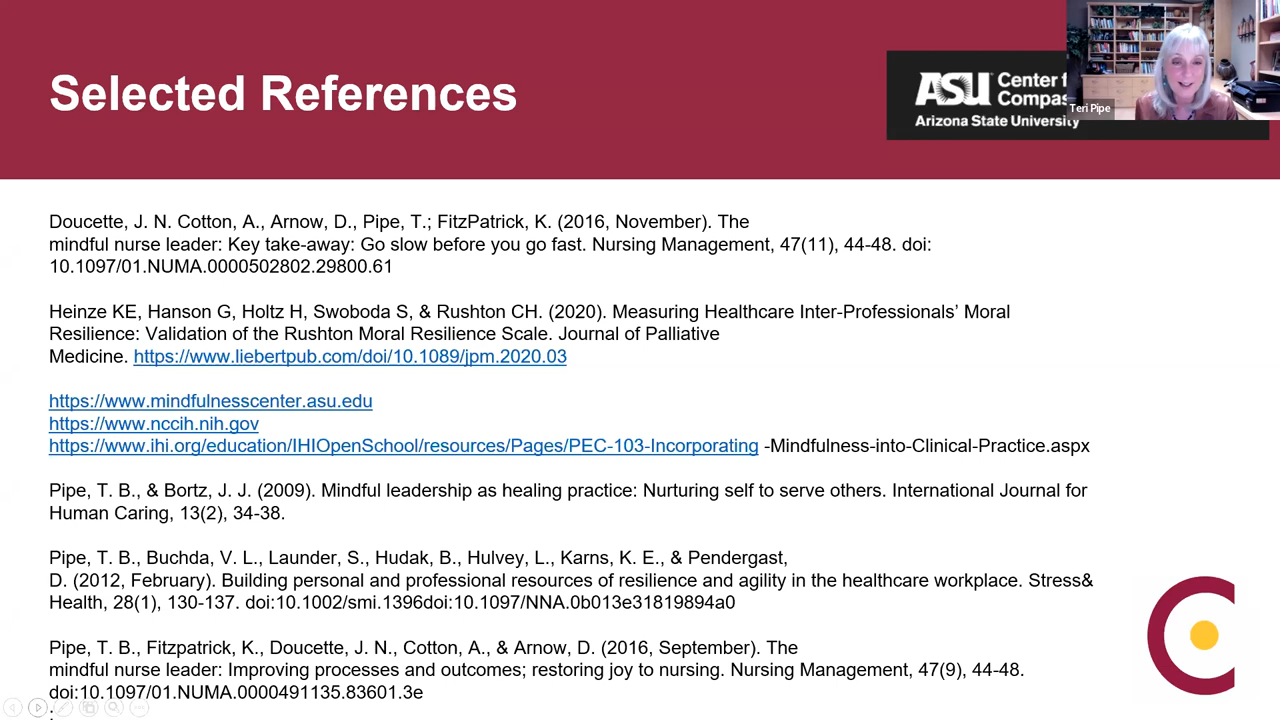 Selected References
ASU Center f
Compas
Arizona State University
Teri Pipe
Doucette, J. N. Cotton, A., Arnow, D., Pipe, T.; FitzPatrick, K. (2016, November). The
mindful nurse leader: Key take-away: Go slow before you go fast. Nursing Management, 47(11), 44-48. doi:
10.1097/01.NUMA.0000502802.29800.61
Heinze KE, Hanson G, Holtz H, Swoboda S, & Rushton CH. (2020). Measuring Healthcare Inter-Professionals’ Moral
Resilience: Validation of the Rushton Moral Resilience Scale. Journal of Palliative
Medicine. https://www.liebertpub.com/doi/10.1089/jpm.2020.03
https://www.mindfulnesscenter.asu.edu
https://www.nccih.nih.gov
https://www.ihi.org/education/IHIOpenSchool/resources/Pages/PEC-103-Incorporating -Mindfulness-into-Clinical-Practice.aspx
Pipe, T. B., & Bortz, J. J. (2009). Mindful leadership as healing practice: Nurturing self to serve others. International Journal for
Human Caring, 13(2), 34-38.
Pipe, T. B., Buchda, V. L., Launder, S., Hudak, B., Hulvey, L., Karns, K. E., & Pendergast,
D. (2012, February). Building personal and professional resources of resilience and agility in the healthcare workplace. Stress&
Health, 28(1), 130-137. doi:10.1002/smi.1396doi:10.1097/NNA.0b013e31819894a0
Pipe, T. B., Fitzpatrick, K., Doucette, J. N., Cotton, A., & Arnow, D. (2016, September). The
mindful nurse leader: Improving processes and outcomes; restoring joy to nursing. Nursing Management, 47(9), 44-48.
doi:10.1097/01.NUMA.0000491135.83601.3e
: